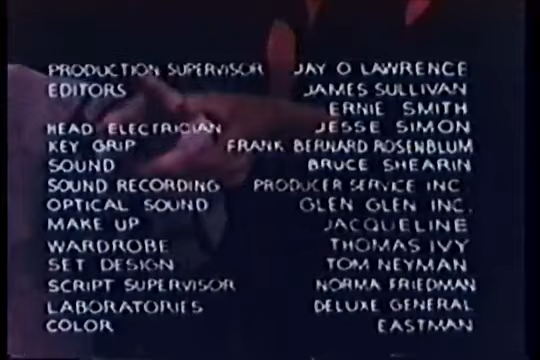 PRODUCTION SUPERVISOR JAY O LAWRENCE
EDITORS JAMES SULLIVAN
ERNIE SMITH
HEAD ELECTRICIAN JESSE SIMON
KEY GRIP FRANK BERNARD ROSENBLUM
SOUND BRUCE SHEARIN
SOUND RECORDING PRODUCER SERVICE INC.
OPTICAL SOUND GLEN GLEN INC.
MAKE UP JACQUELINE
WARDROBE THOMAS IVY
SET DESIGN TOM NEYMAN
SCRIPT SUPERVISOR NORMA FRIEDMAN
LABORATORIES DELUXE GENERAL
COLOR EASTMAN